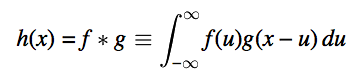 h(x) = f ∗ g ≡ ∫_{-∞}^{∞} f(u)g(x − u) du